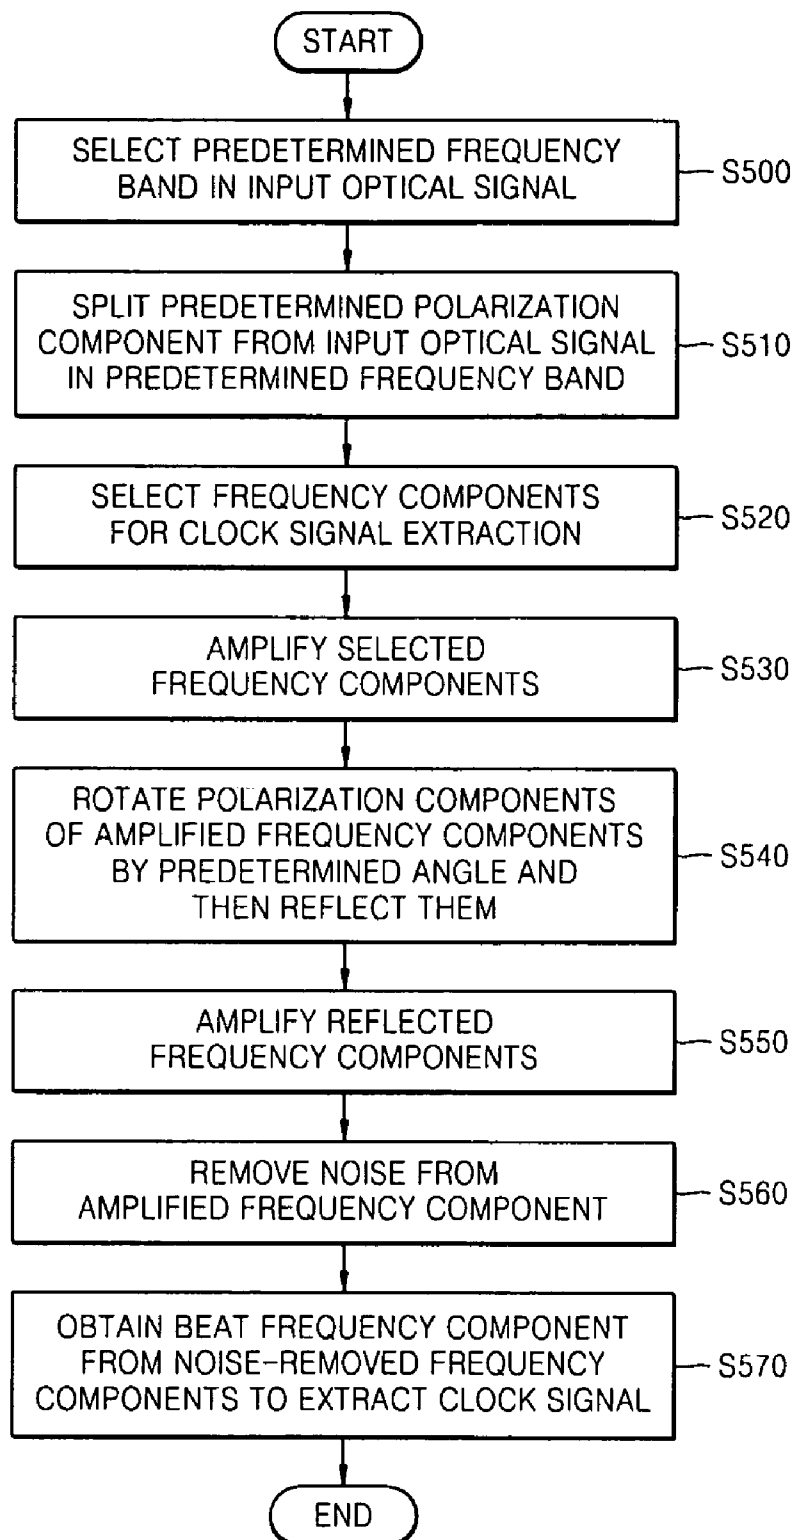 START
SELECT PREDETERMINED FREQUENCY
BAND IN INPUT OPTICAL SIGNAL
S500
SPLIT PREDETERMINED POLARIZATION
COMPONENT FROM INPUT OPTICAL SIGNAL
IN PREDETERMINED FREQUENCY BAND
S510
SELECT FREQUENCY COMPONENTS
FOR CLOCK SIGNAL EXTRACTION
S520
AMPLIFY SELECTED
FREQUENCY COMPONENTS
S530
ROTATE POLARIZATION COMPONENTS
OF AMPLIFIED FREQUENCY COMPONENTS
BY PREDETERMINED ANGLE AND
THEN REFLECT THEM
S540
AMPLIFY REFLECTED
FREQUENCY COMPONENTS
S550
REMOVE NOISE FROM
AMPLIFIED FREQUENCY COMPONENT
S560
OBTAIN BEAT FREQUENCY COMPONENT
FROM NOISE-REMOVED FREQUENCY
COMPONENTS TO EXTRACT CLOCK SIGNAL
S570
END